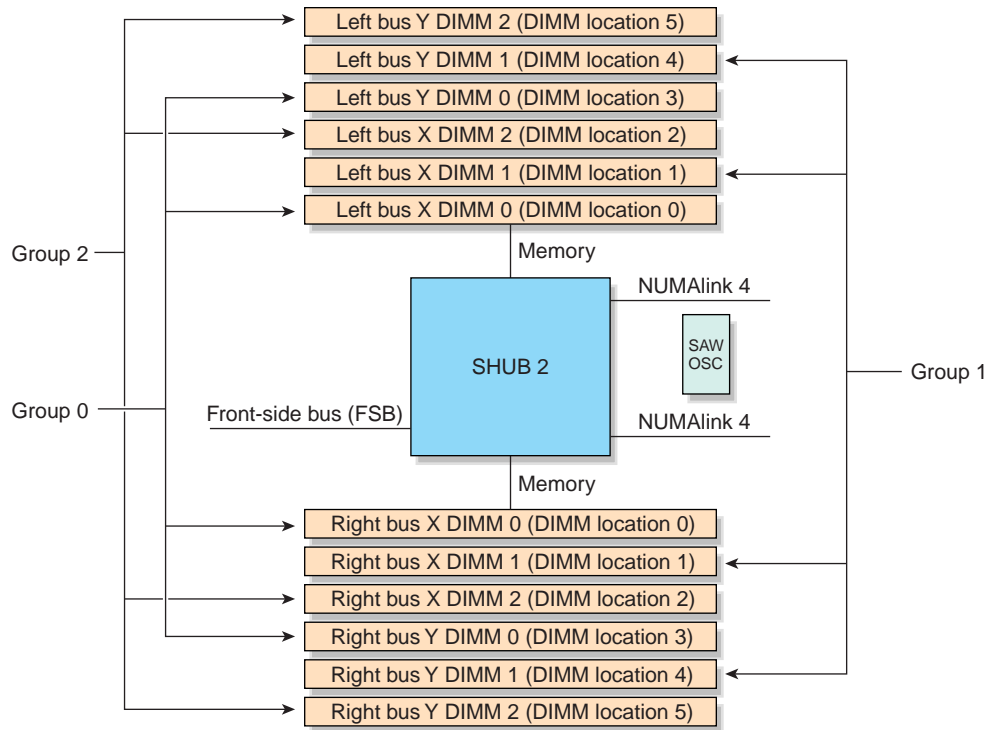 Left bus Y DIMM 2 (DIMM location 5)
Left bus Y DIMM 1 (DIMM location 4)
Left bus Y DIMM 0 (DIMM location 3)
Left bus X DIMM 2 (DIMM location 2)
Left bus X DIMM 1 (DIMM location 1)
Left bus X DIMM 0 (DIMM location 0)
Group 2
Memory
NUMAlink 4
SHUB 2
SAW
OSC
Group 1
Group 0
Front-side bus (FSB)
NUMAlink 4
Memory
Right bus X DIMM 0 (DIMM location 0)
Right bus X DIMM 1 (DIMM location 1)
Right bus X DIMM 2 (DIMM location 2)
Right bus Y DIMM 0 (DIMM location 3)
Right bus Y DIMM 1 (DIMM location 4)
Right bus Y DIMM 2 (DIMM location 5)